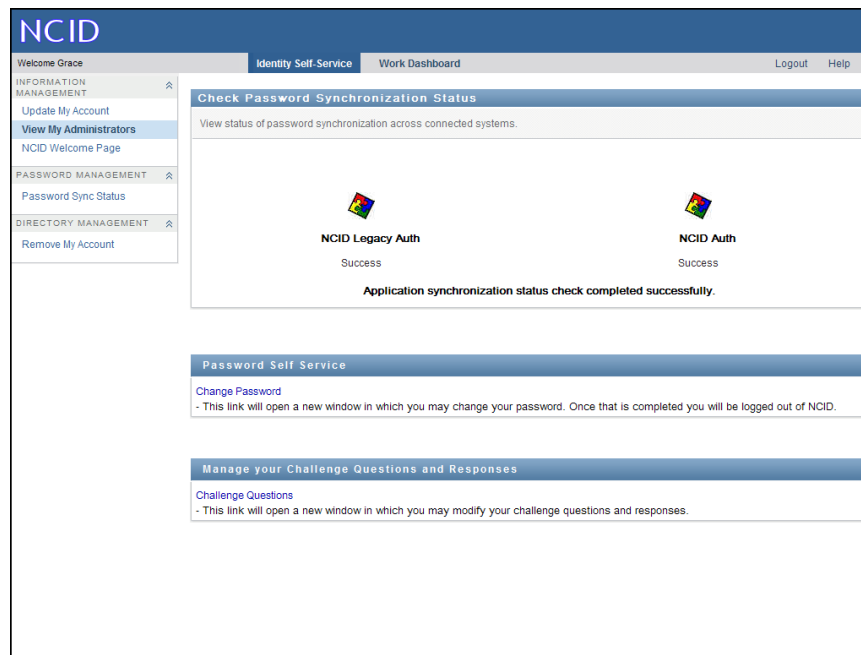 NCID
Welcome Grace
Identity Self-Service
Work Dashboard
Logout
Help
INFORMATION
MANAGEMENT
Update My Account
View My Administrators
NCID Welcome Page
PASSWORD MANAGEMENT
Password Sync Status
DIRECTORY MANAGEMENT
Remove My Account
Check Password Synchronization Status
View status of password synchronization across connected systems.
NCID Legacy Auth
Success
NCID Auth
Success
Application synchronization status check completed successfully.
Password Self Service
Change Password
- This link will open a new window in which you may change your password. Once that is completed you will be logged out of NCID.
Manage your Challenge Questions and Responses
Challenge Questions
- This link will open a new window in which you may modify your challenge questions and responses.